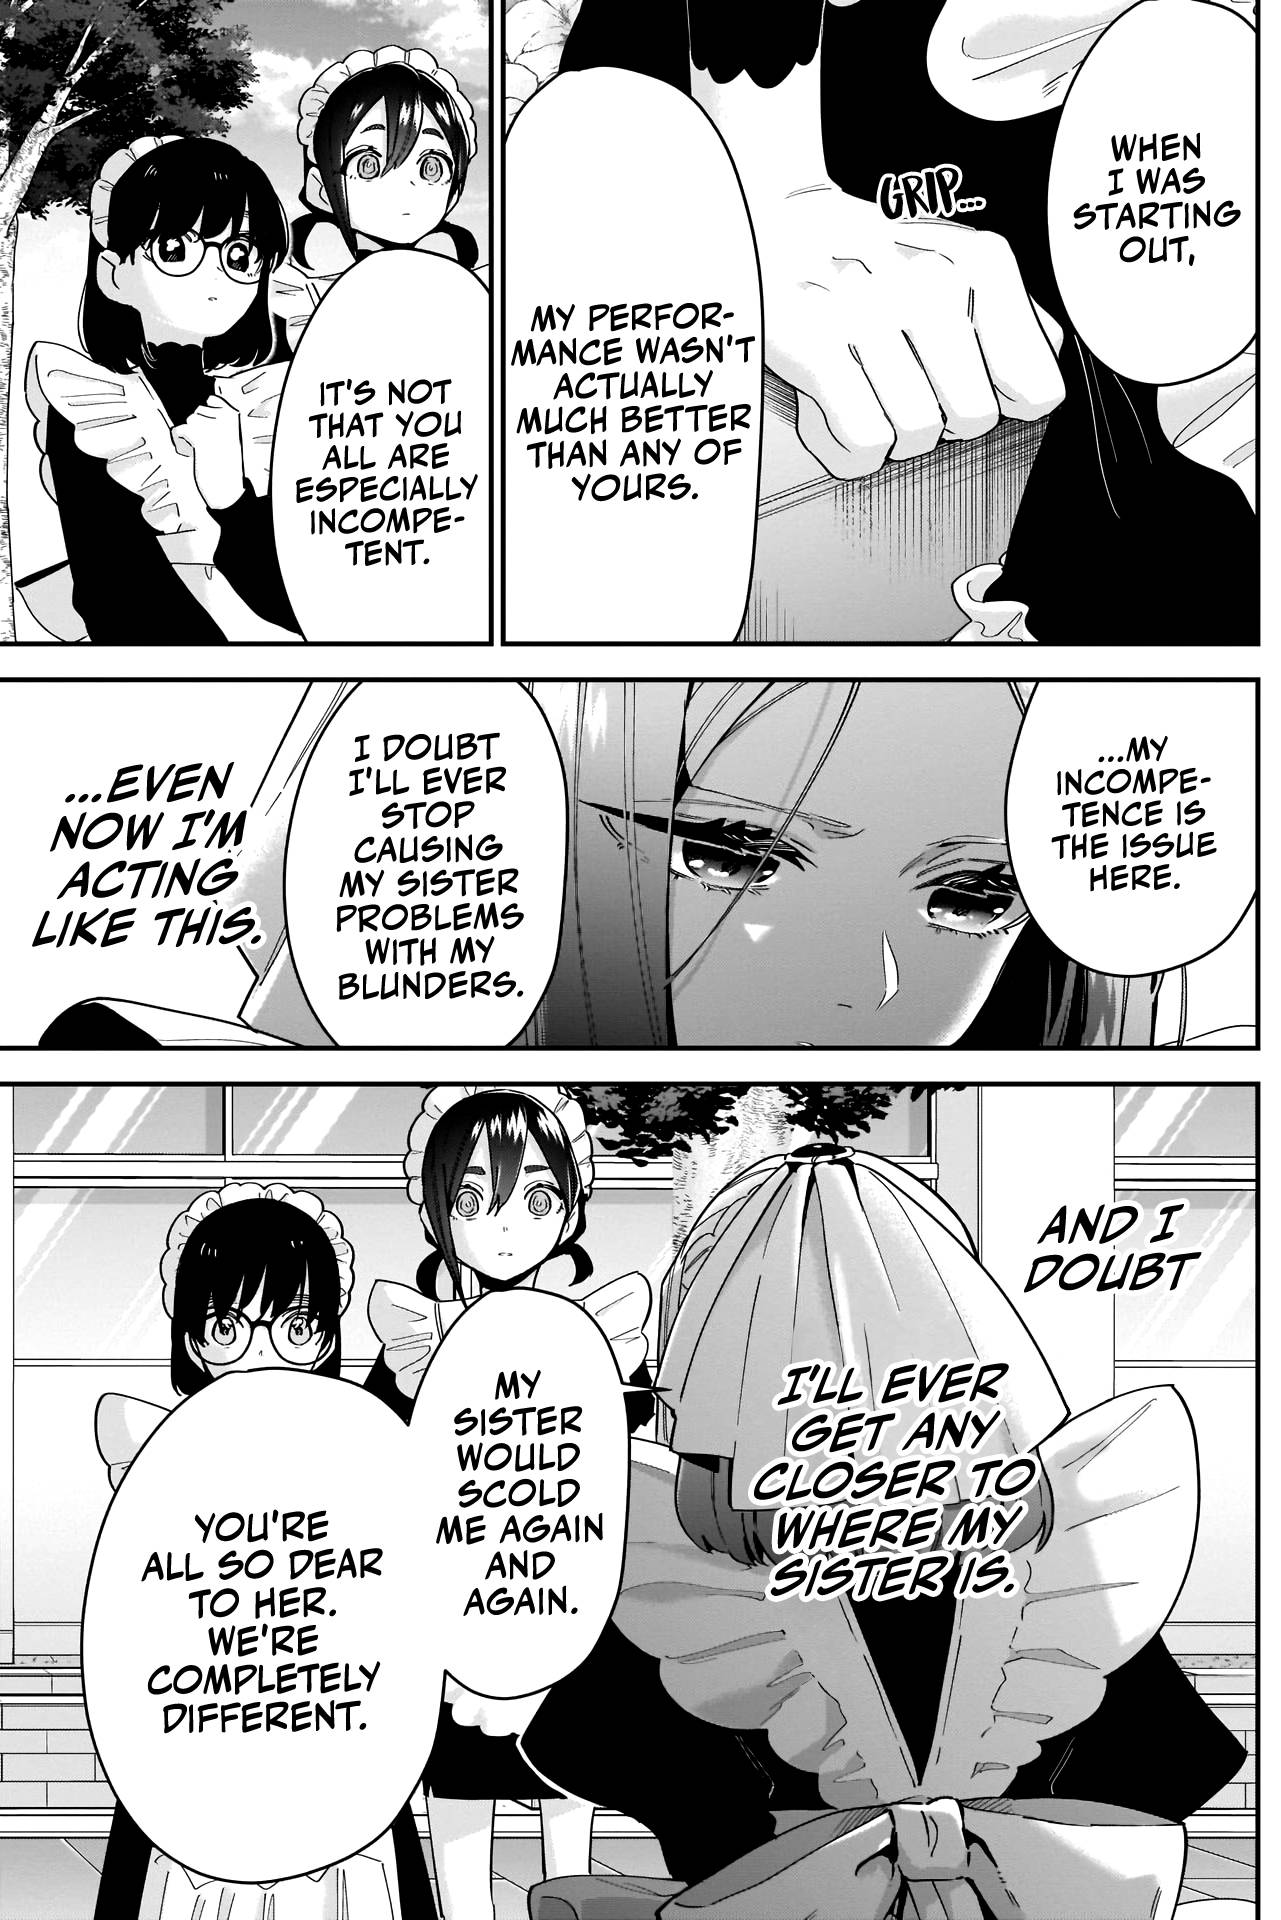 WHEN
I WAS
STARTING
OUT,
GRIP...
MY PERFOR-
MANCE WASN'T
ACTUALLY
MUCH BETTER
THAN ANY OF
YOURS.
IT'S NOT
THAT YOU
ALL ARE
ESPECIALLY
INCOMPE-
TENT.
...MY
INCOMPE-
TENCE IS
THE ISSUE
HERE.
I DOUBT
I'LL EVER
STOP
CAUSING
MY SISTER
PROBLEMS
WITH MY
BLUNDERS.
...EVEN
NOW I'M
ACTING
LIKE THIS.
AND I
DOUBT
I'LL EVER
GET ANY
CLOSER TO
WHERE MY
SISTER IS.
MY
SISTER
WOULD
SCOLD
ME AGAIN
AND
AGAIN.
YOU'RE
ALL SO DEAR
TO HER.
WE'RE
COMPLETELY
DIFFERENT.